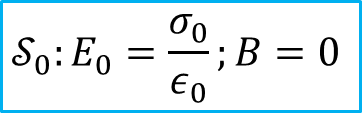 𝒮₀: E₀ = σ₀/ϵ₀; B = 0